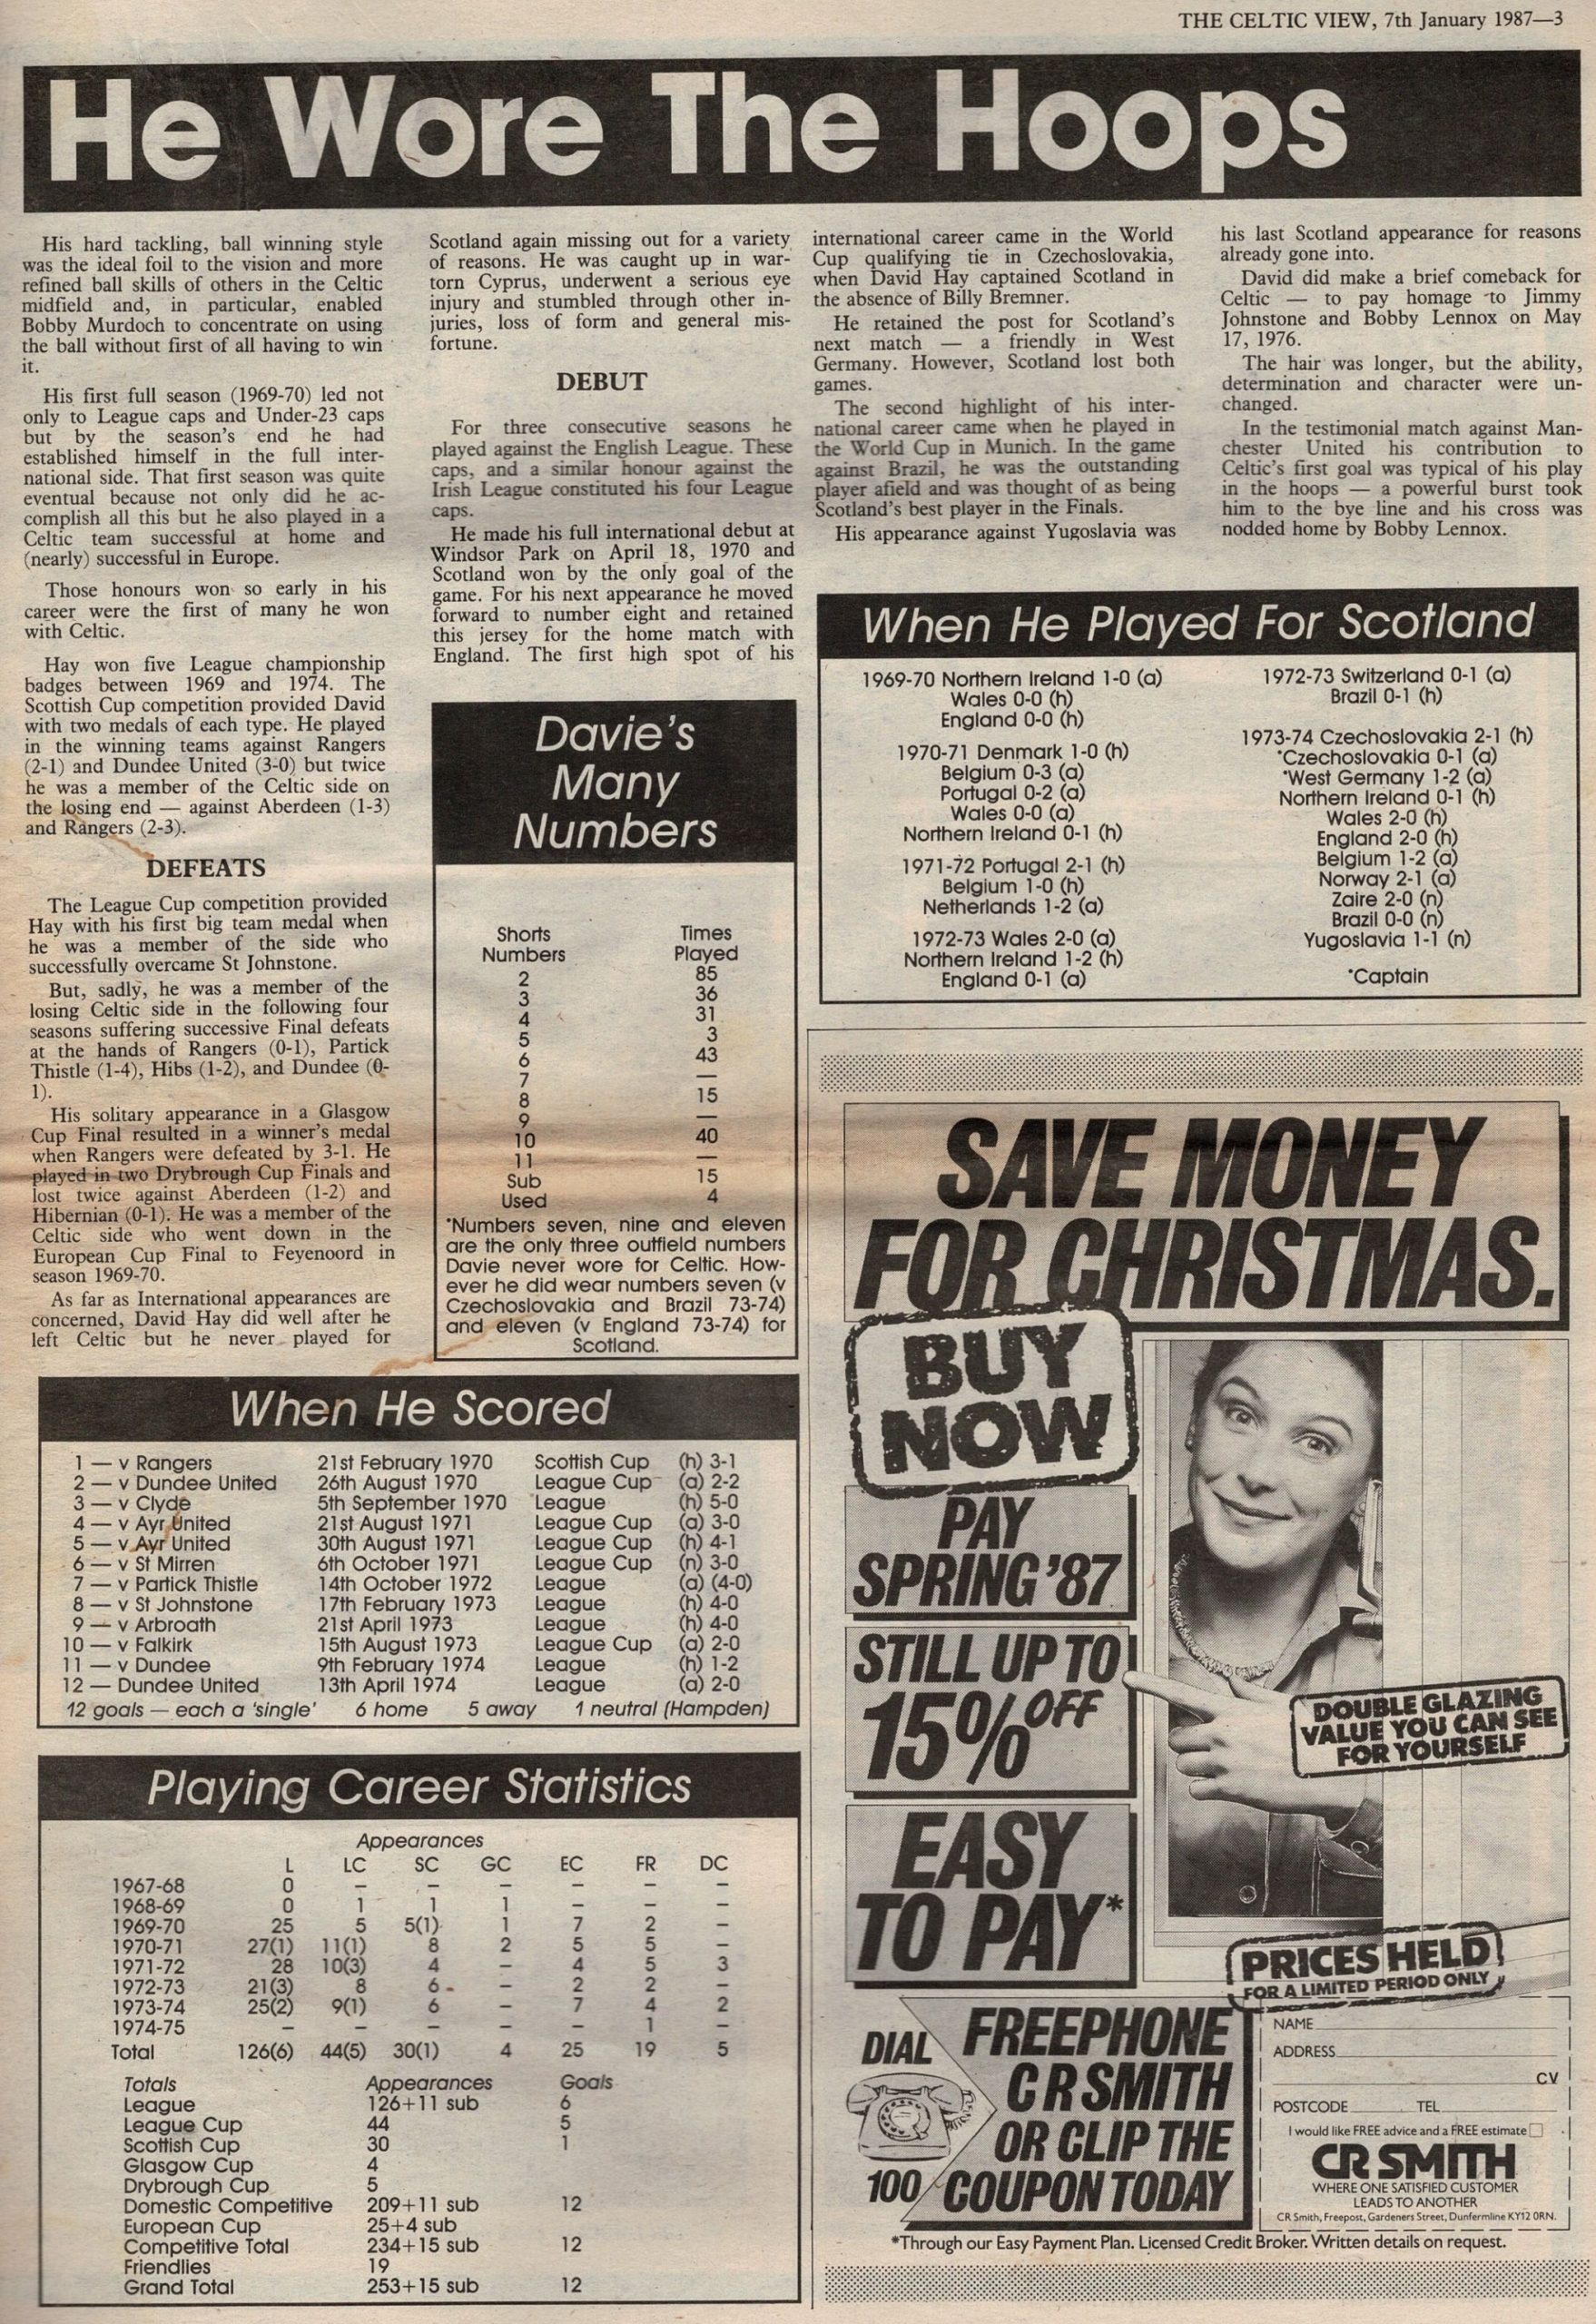 THE CELTIC VIEW, 7th January 1987—3
He Wore The Hoops
His hard tackling, ball winning style
was the ideal foil to the vision and more
refined ball skills of others in the Celtic
midfield and, in particular, enabled
Bobby Murdoch to concentrate on using
the ball without first of all having to win
it.
His first full season (1969-70) led not
only to League caps and Under-23 caps
but by the season's end he had
established himself in the full inter-
national side. That first season was quite
eventual because not only did he ac-
complish all this but he also played in a
Celtic team successful at home and
(nearly) successful in Europe.
Those honours won so early in his
career were the first of many he won
with Celtic.
Hay won five League championship
badges between 1969 and 1974. The
Scottish Cup competition provided David
with two medals of each type. He played
in the winning teams against Rangers
(2-1) and Dundee United (3-0) but twice
he was a member of the Celtic side on
the losing end — against Aberdeen (1-3)
and Rangers (2-3).
DEFEATS
The League Cup competition provided
Hay with his first big team medal when
he was a member of the side who
successfully overcame St Johnstone.
But, sadly, he was a member of the
losing Celtic side in the following four
seasons suffering successive Final defeats
at the hands of Rangers (0-1), Partick
Thistle (1-4), Hibs (1-2), and Dundee (0-
1).
His solitary appearance in a Glasgow
Cup Final resulted in a winner's medal
when Rangers were defeated by 3-1. He
played in two Drybrough Cup Finals and
lost twice against Aberdeen (1-2) and
Hibernian (0-1). He was a member of the
Celtic side who went down in the
European Cup Final to Feyenoord in
season 1969-70.
As far as International appearances are
concerned, David Hay did well after he
left Celtic but he never played for
Scotland again missing out for a variety
of reasons. He was caught up in war-
torn Cyprus, underwent a serious eye
injury and stumbled through other in-
juries, loss of form and general mis-
fortune.
DEBUT
For three consecutive seasons he
played against the English League. These
caps, and a similar honour against the
Irish League constituted his four League
caps.
He made his full international debut at
Windsor Park on April 18, 1970 and
Scotland won by the only goal of the
game. For his next appearance he moved
forward to number eight and retained
this jersey for the home match with
England. The first high spot of his
international career came in the World
Cup qualifying tie in Czechoslovakia,
when David Hay captained Scotland in
the absence of Billy Bremner.
He retained the post for Scotland's
next match — a friendly in West
Germany. However, Scotland lost both
games.
The second highlight of his inter-
national career came when he played in
the World Cup in Munich. In the game
against Brazil, he was the outstanding
player afield and was thought of as being
Scotland's best player in the Finals.
His appearance against Yugoslavia was
his last Scotland appearance for reasons
already gone into.
David did make a brief comeback for
Celtic — to pay homage to Jimmy
Johnstone and Bobby Lennox on May
17, 1976.
The hair was longer, but the ability,
determination and character were un-
changed.
In the testimonial match against Man-
chester United his contribution to
Celtic's first goal was typical of his play
in the hoops — a powerful burst took
him to the bye line and his cross was
nodded home by Bobby Lennox.
Davie's
Many
Numbers
Shorts Times
Numbers Played
2 85
3 36
4 31
5 3
6 43
7 —
8 15
9 —
10 40
11 —
Sub 15
Used 4
*Numbers seven, nine and eleven
are the only three outfield numbers
Davie never wore for Celtic. How-
ever he did wear numbers seven (v
Czechoslovakia and Brazil 73-74)
and eleven (v England 73-74) for
Scotland.
When He Played For Scotland
1969-70 Northern Ireland 1-0 (a)
Wales 0-0 (h)
England 0-0 (h)
1970-71 Denmark 1-0 (h)
Belgium 0-3 (a)
Portugal 0-2 (a)
Wales 0-0 (a)
Northern Ireland 0-1 (h)
1971-72 Portugal 2-1 (h)
Belgium 1-0 (h)
Netherlands 1-2 (a)
1972-73 Wales 2-0 (a)
Northern Ireland 1-2 (h)
England 0-1 (a)
1972-73 Switzerland 0-1 (a)
Brazil 0-1 (h)
1973-74 Czechoslovakia 2-1 (h)
*Czechoslovakia 0-1 (a)
*West Germany 1-2 (a)
Northern Ireland 0-1 (h)
Wales 2-0 (h)
England 2-0 (h)
Belgium 1-2 (a)
Norway 2-1 (a)
Zaire 2-0 (n)
Brazil 0-0 (n)
Yugoslavia 1-1 (n)
*Captain
When He Scored
1 — v Rangers 21st February 1970 Scottish Cup (h) 3-1
2 — v Dundee United 26th August 1970 League Cup (a) 2-2
3 — v Clyde 5th September 1970 League (h) 5-0
4 — v Ayr United 21st August 1971 League Cup (a) 3-0
5 — v Ayr United 30th August 1971 League Cup (h) 4-1
6 — v St Mirren 6th October 1971 League Cup (n) 3-0
7 — v Partick Thistle 14th October 1972 League (a) (4-0)
8 — v St Johnstone 17th February 1973 League (h) 4-0
9 — v Arbroath 21st April 1973 League (h) 4-0
10 — v Falkirk 15th August 1973 League Cup (a) 2-0
11 — v Dundee 9th February 1974 League (h) 1-2
12 — Dundee United 13th April 1974 League (a) 2-0
12 goals — each a 'single' 6 home 5 away 1 neutral (Hampden)
Playing Career Statistics
Appearances
L LC SC GC EC FR DC
1967-68 0 – – – – – –
1968-69 0 1 1 1 – – –
1969-70 25 5 5(1) 1 7 2 –
1970-71 27(1) 11(1) 8 2 5 5 –
1971-72 28 10(3) 4 – 4 5 3
1972-73 21(3) 8 6 – 2 2 –
1973-74 25(2) 9(1) 6 – 7 4 2
1974-75 – – – – – 1 –
Total 126(6) 44(5) 30(1) 4 25 19 5
Totals Appearances Goals
League 126+11 sub 6
League Cup 44 5
Scottish Cup 30 1
Glasgow Cup 4
Drybrough Cup 5
Domestic Competitive 209+11 sub 12
European Cup 25+4 sub
Competitive Total 234+15 sub 12
Friendlies 19
Grand Total 253+15 sub 12
SAVE MONEY
FOR CHRISTMAS.
BUY
NOW
PAY
SPRING '87
STILL UP TO
15% OFF
DOUBLE GLAZING
VALUE YOU CAN SEE
FOR YOURSELF
EASY
TO PAY*
PRICES HELD
FOR A LIMITED PERIOD ONLY
DIAL
100
FREEPHONE
CR SMITH
OR CLIP THE
COUPON TODAY
NAME
ADDRESS
CV
POSTCODE TEL
I would like FREE advice and a FREE estimate
CR SMITH
WHERE ONE SATISFIED CUSTOMER
LEADS TO ANOTHER
CR Smith, Freepost, Gardeners Street, Dunfermline KY12 0RN.
*Through our Easy Payment Plan. Licensed Credit Broker. Written details on request.